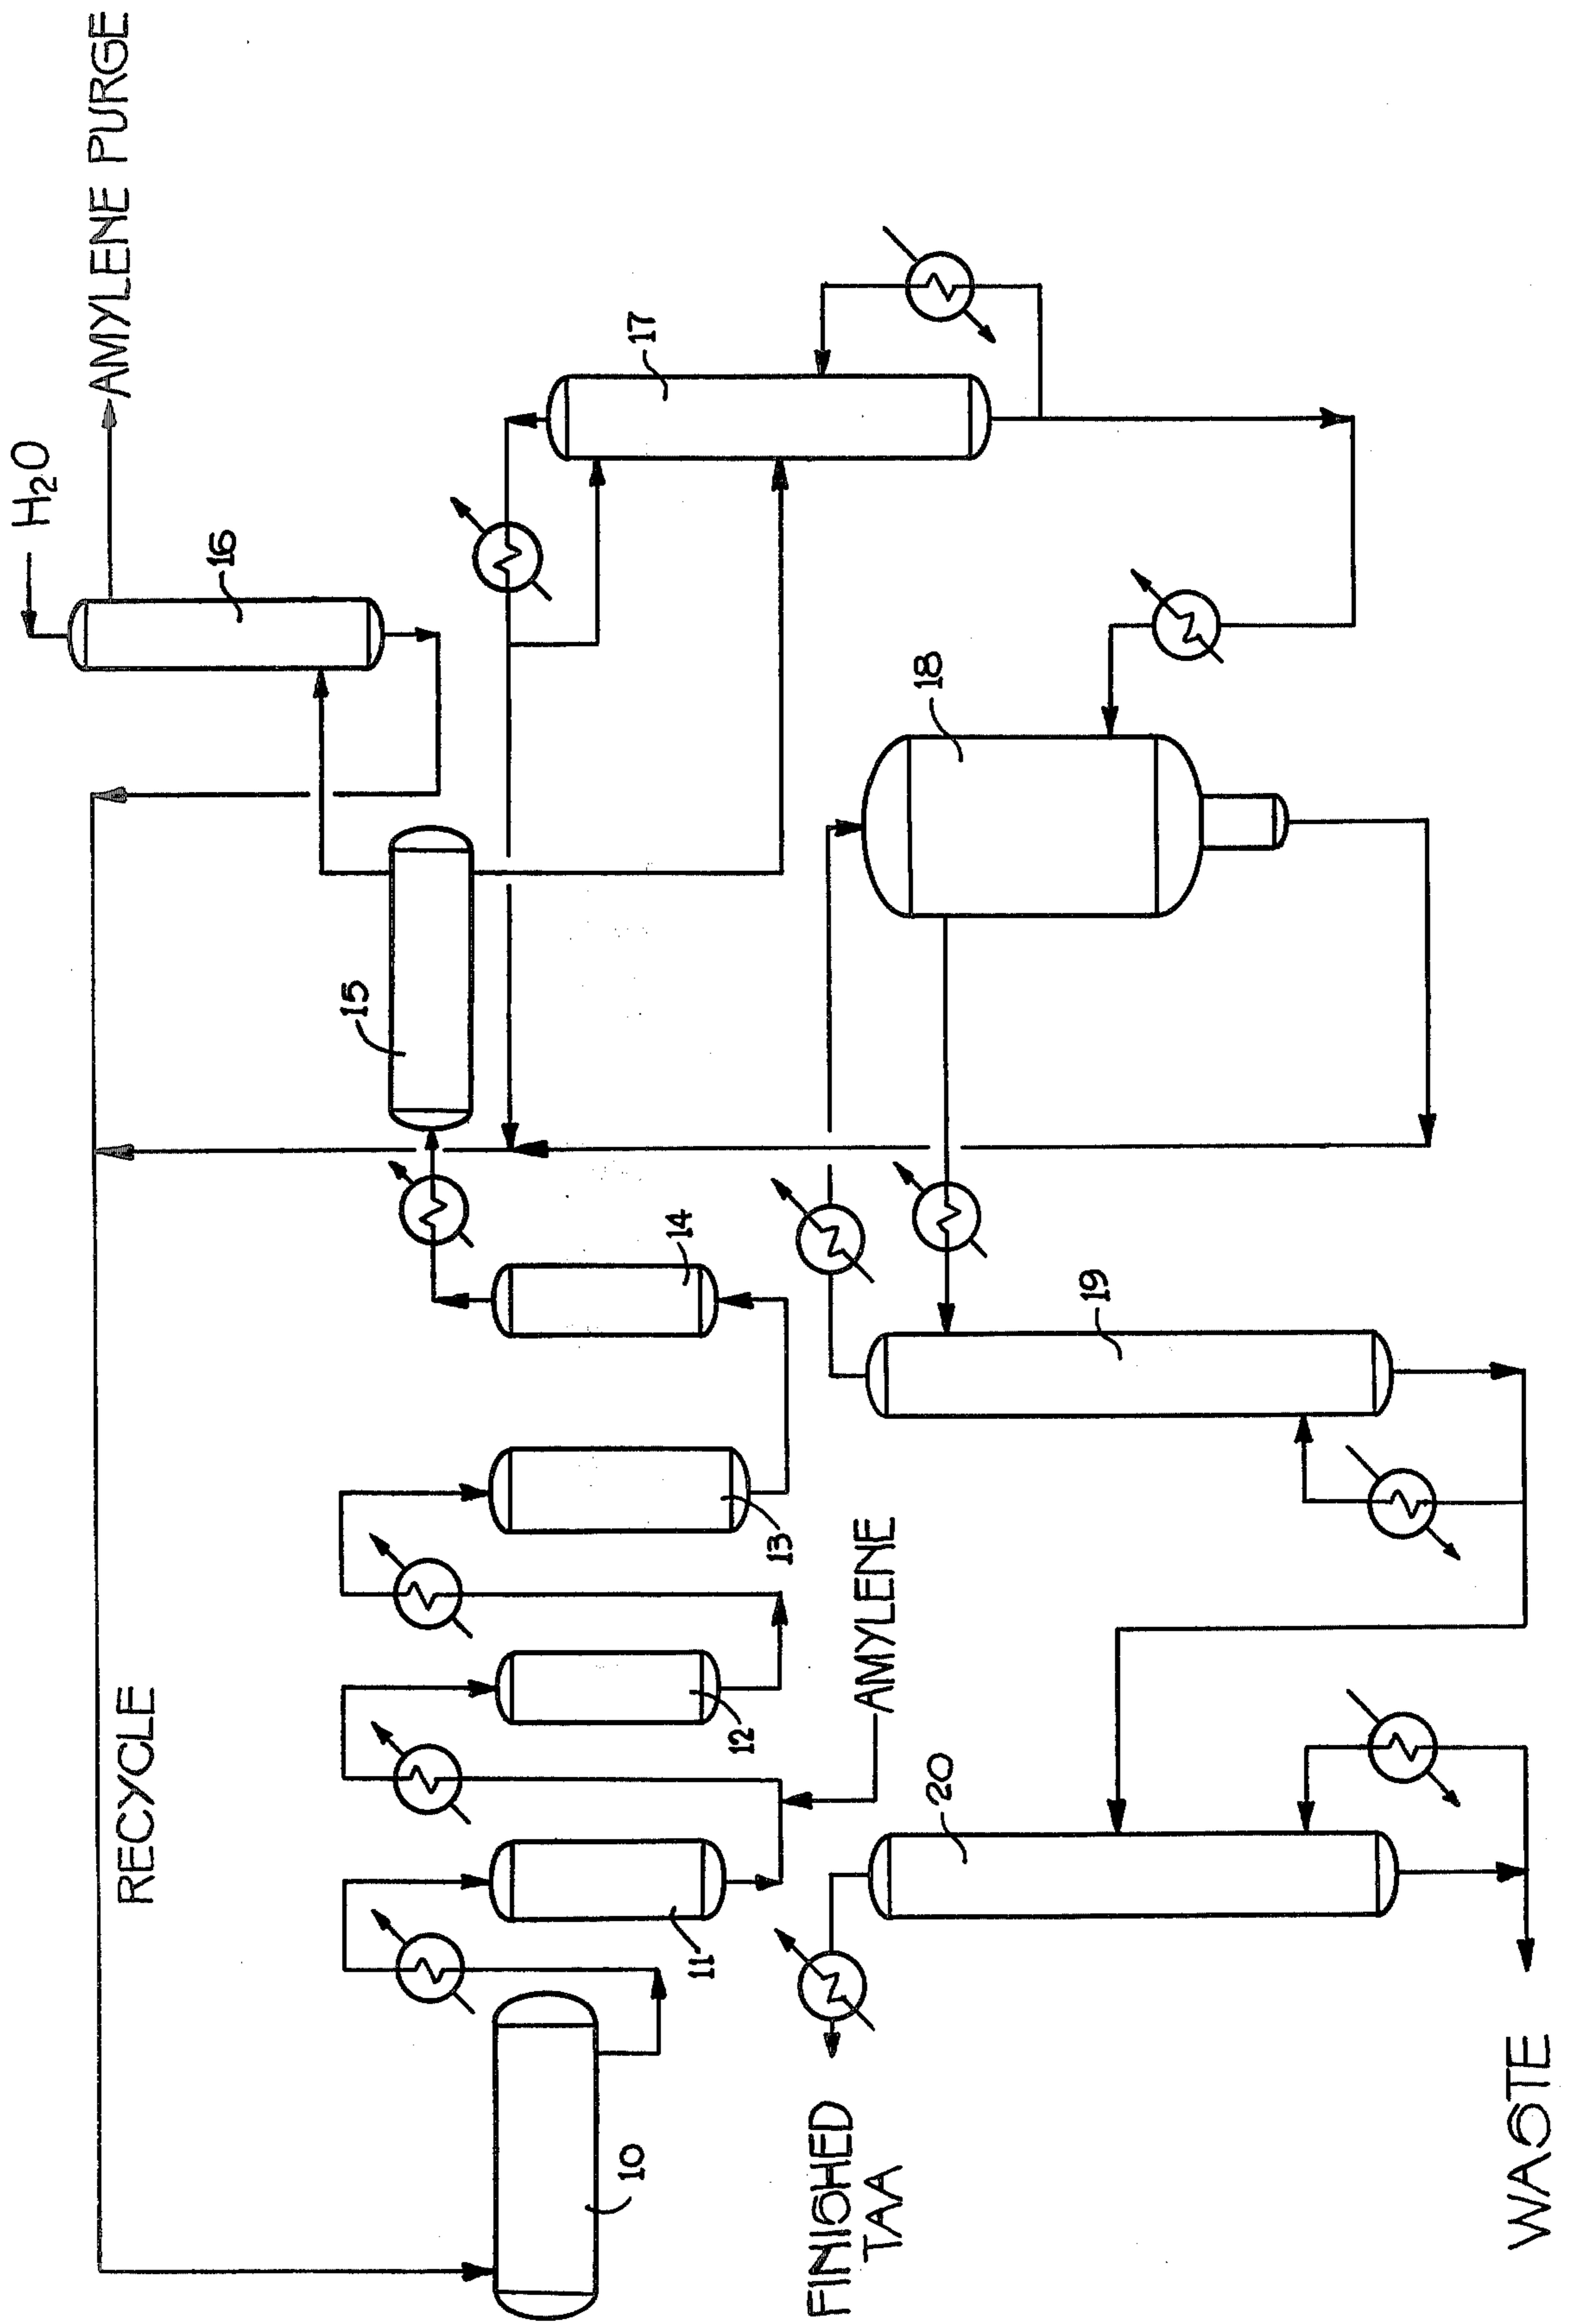 H₂O
AMYLENE PURGE
RECYCLE
16
17
15
18
14
13
12
11
10
AMYLENE
19
20
FINISHED
TAA
WASTE